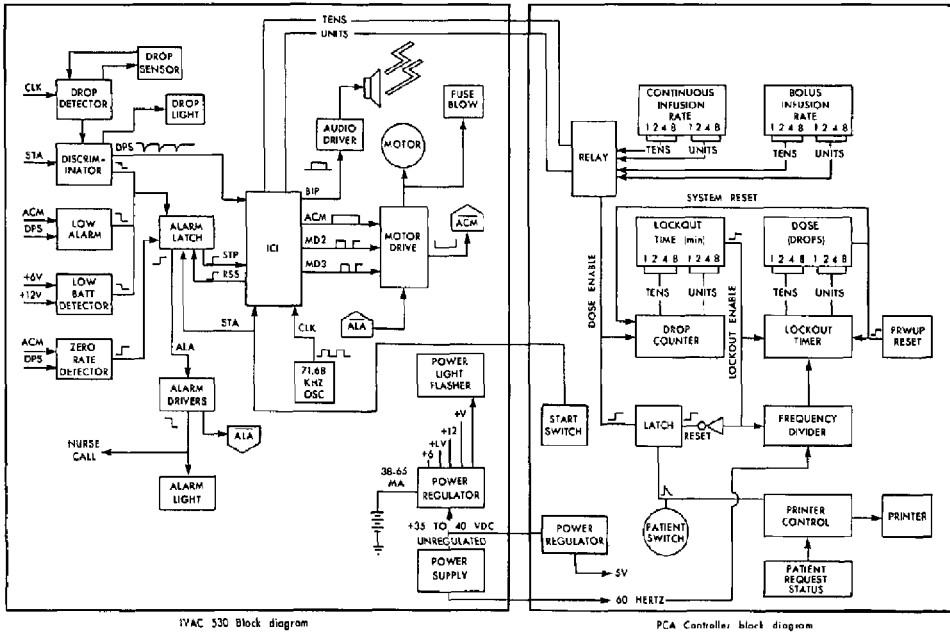 TENS
UNITS
DROP
SENSOR
CLK
DROP
DETECTOR
DROP
LIGHT
STA
DISCRIM-
INATOR
DPS
ACM
DPS
LOW
ALARM
ALARM
LATCH
+6V
+12V
LOW
BATT
DETECTOR
ACM
DPS
ZERO
RATE
DETECTOR
ALA
ALARM
DRIVERS
ALA
NURSE
CALL
ALARM
LIGHT
STP
RSS
STA
ICI
AUDIO
DRIVER
BIP
ACM
MD2
MD3
MOTOR
FUSE
BLOW
MOTOR
DRIVE
ACM
ALA
CLK
71.68
KHZ
OSC
POWER
LIGHT
FLASHER
+V
+12
+LV
+6
38-65
MA
POWER
REGULATOR
+35 TO 40 VDC
UNREGULATED
POWER
SUPPLY
IVAC 530 Block diagram
RELAY
CONTINUOUS
INFUSION
RATE
1 2 4 8 1 2 4 8
TENS UNITS
BOLUS
INFUSION
RATE
1 2 4 8 1 2 4 8
TENS UNITS
SYSTEM RESET
LOCKOUT
TIME (min)
1 2 4 8 1 2 4 8
TENS UNITS
DOSE
(DROPS)
1 2 4 8 1 2 4 8
TENS UNITS
DOSE ENABLE
LOCKOUT ENABLE
DROP
COUNTER
LOCKOUT
TIMER
PRWUP
RESET
START
SWITCH
LATCH
RESET
FREQUENCY
DIVIDER
PATIENT
SWITCH
PRINTER
CONTROL
PRINTER
POWER
REGULATOR
5V
PATIENT
REQUEST
STATUS
60 HERTZ
PCA Controller block diagram